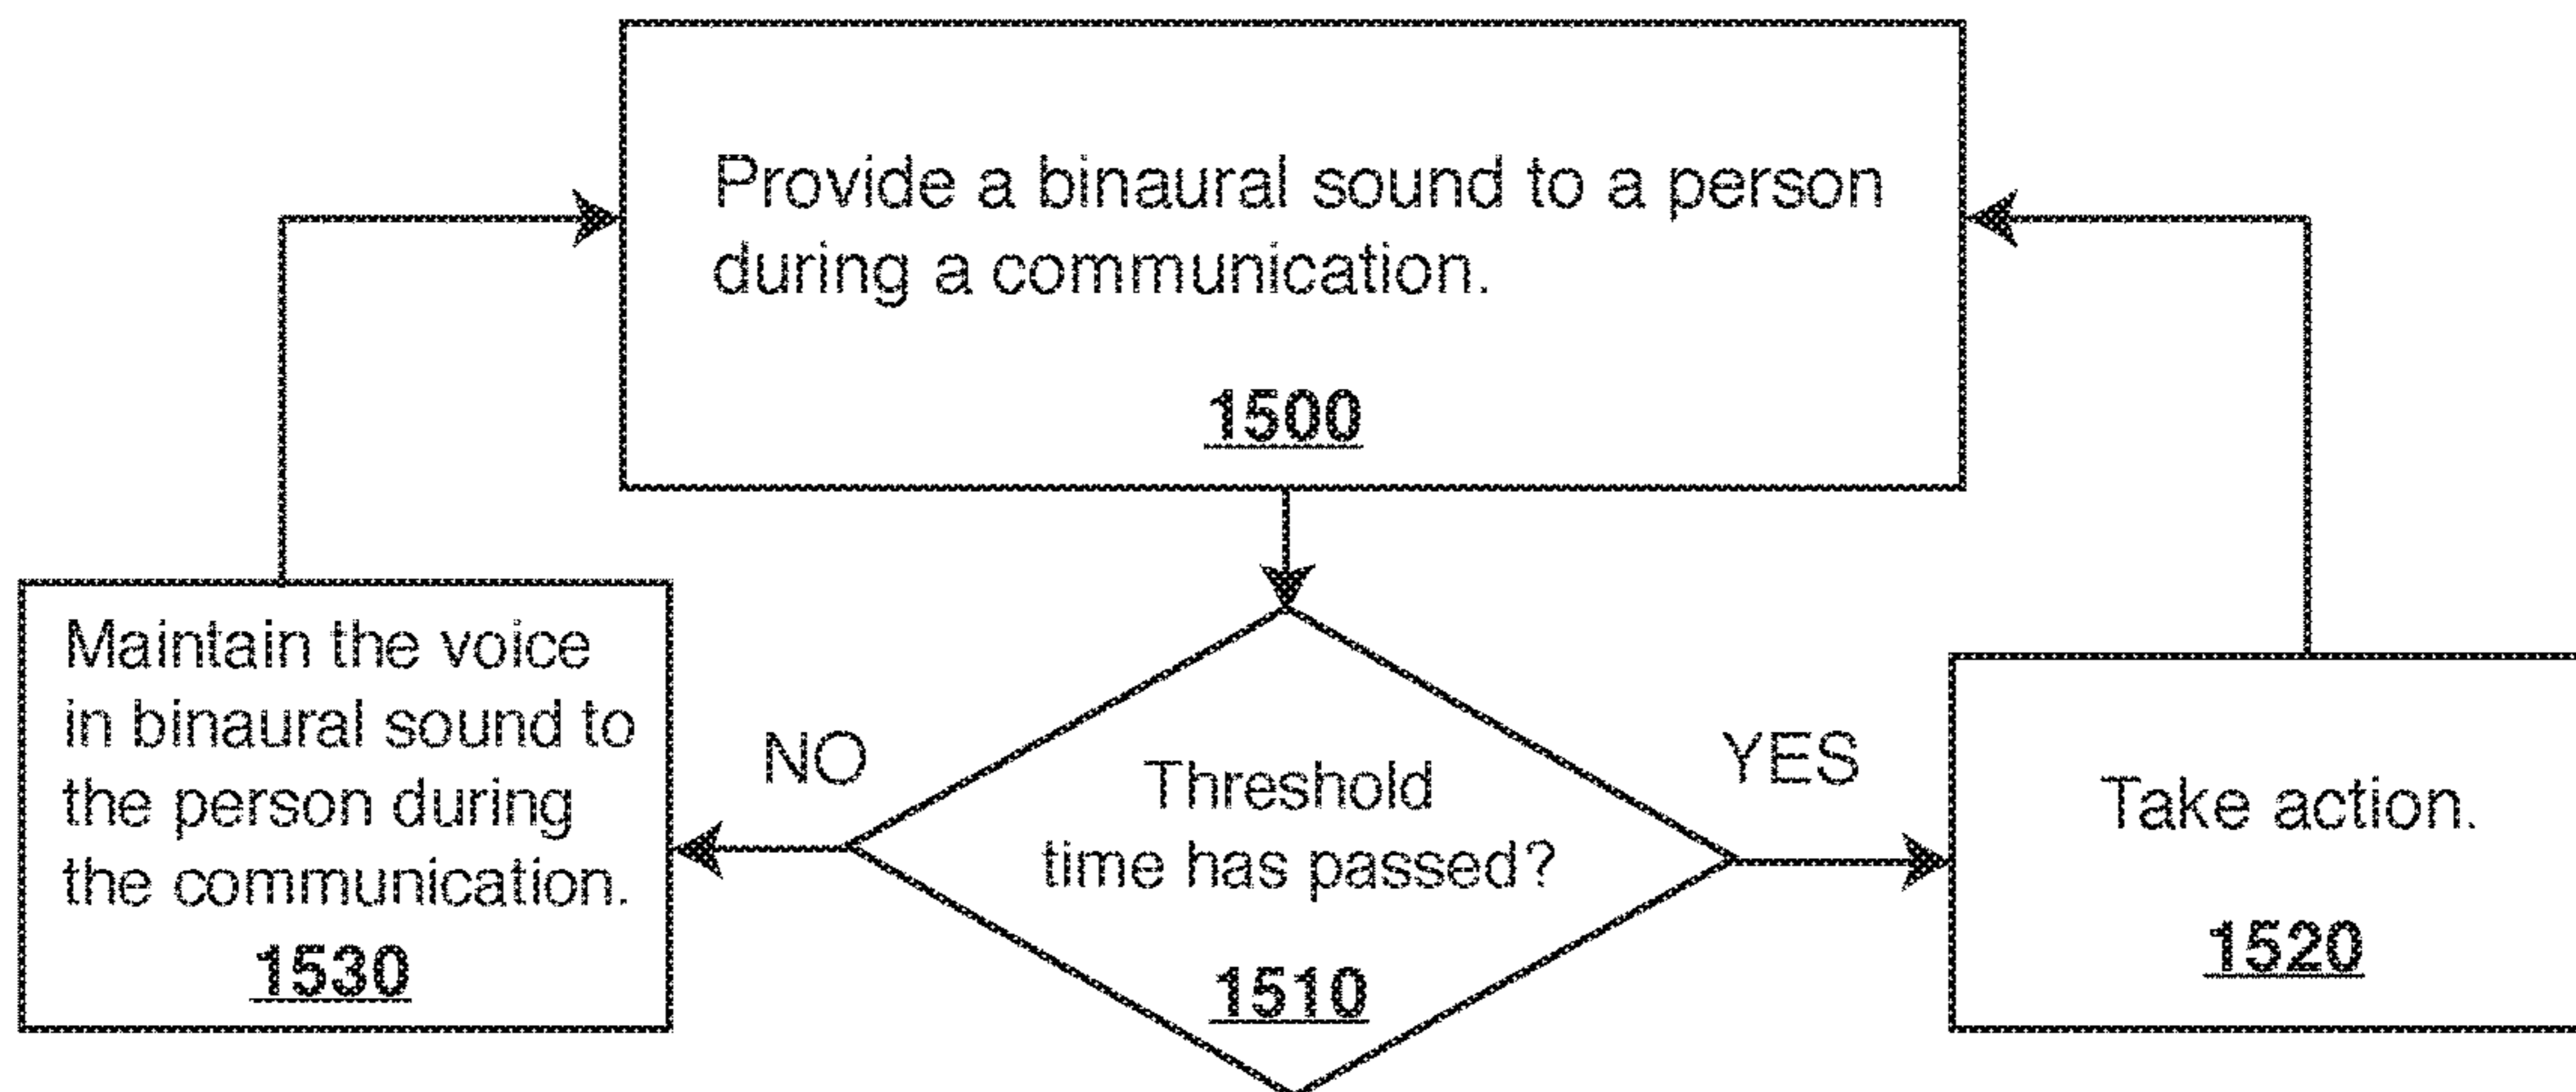 Provide a binaural sound to a person
during a communication.
1500
Maintain the voice
in binaural sound to
the person during
the communication.
1530
NO
Threshold
time has passed?
1510
YES
Take action.
1520